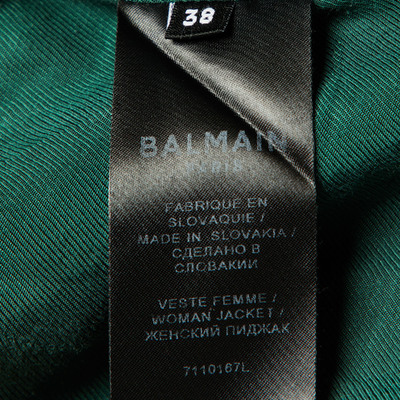 38
BALMAIN
PARIS
FABRIQUE EN
SLOVAQUIE /
MADE IN SLOVAKIA /
СДЕЛАНО В
СЛОВАКИИ
VESTE FEMME /
WOMAN JACKET /
ЖЕНСКИЙ ПИДЖАК
7110167L